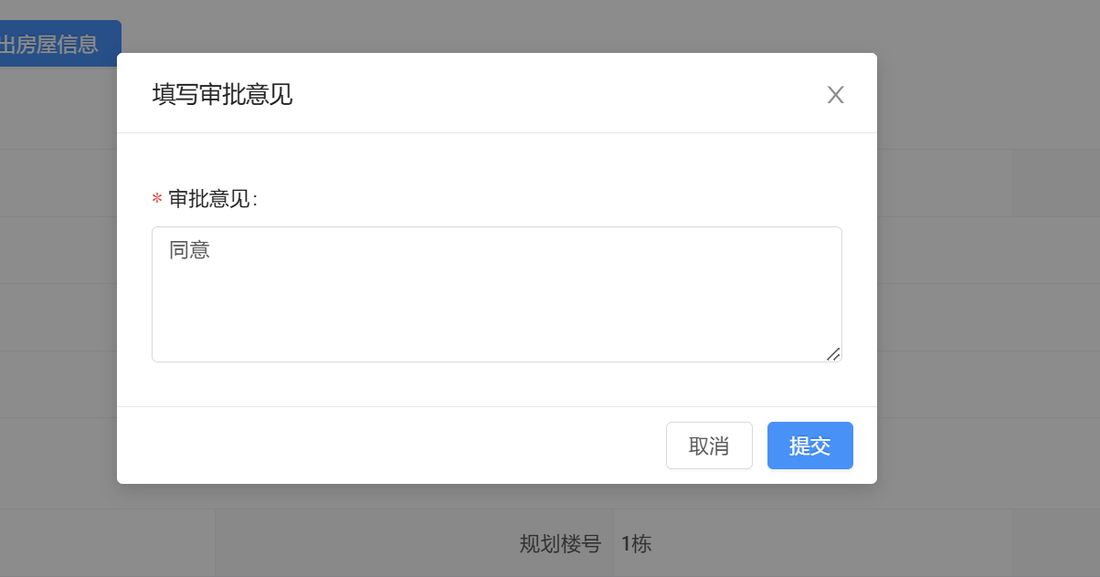 出房屋信息
填写审批意见
* 审批意见:
同意
取消 提交
规划楼号 1栋